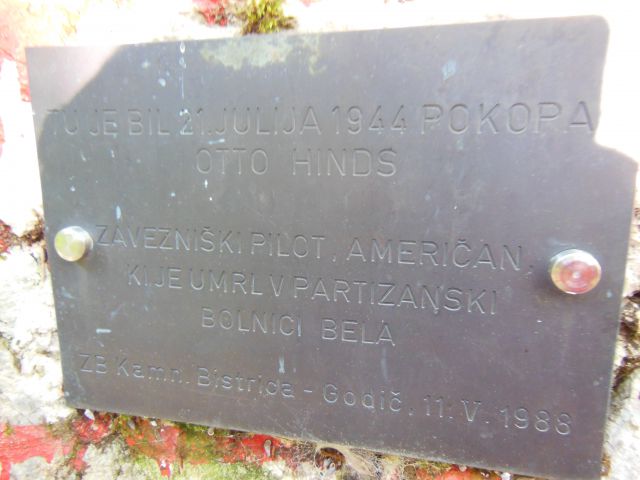 TU JE BIL 21. JULIJA 1944 POKOPA
OTTO HINDS
ZAVEZNIŠKI PILOT, AMERIČAN,
KI JE UMRL V PARTIZANSKI
BOLNICI BELA
ZB Kamn. Bistrica - Godič, 11. V. 1988